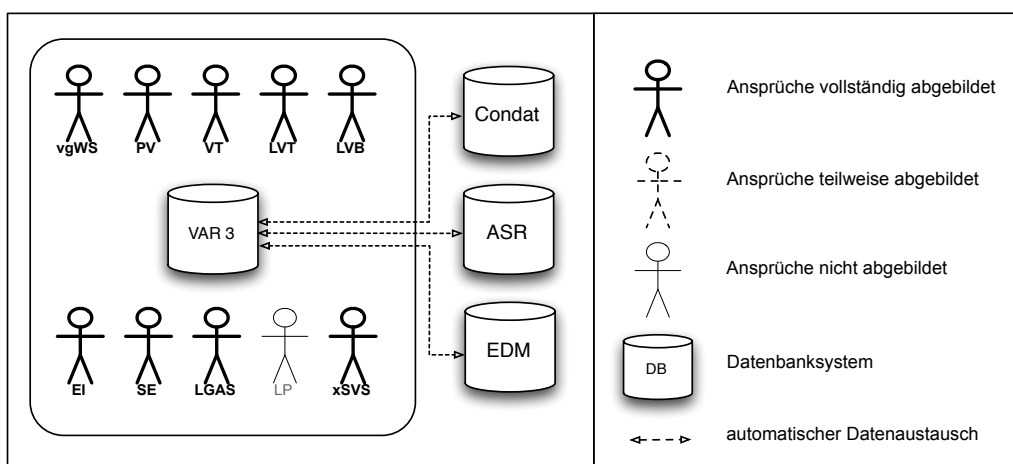 vgWS PV VT LVT LVB
Condat
VAR 3
ASR
EI SE LGAS LP xSVS
EDM
Ansprüche vollständig abgebildet
Ansprüche teilweise abgebildet
Ansprüche nicht abgebildet
DB
Datenbanksystem
automatischer Datenaustausch